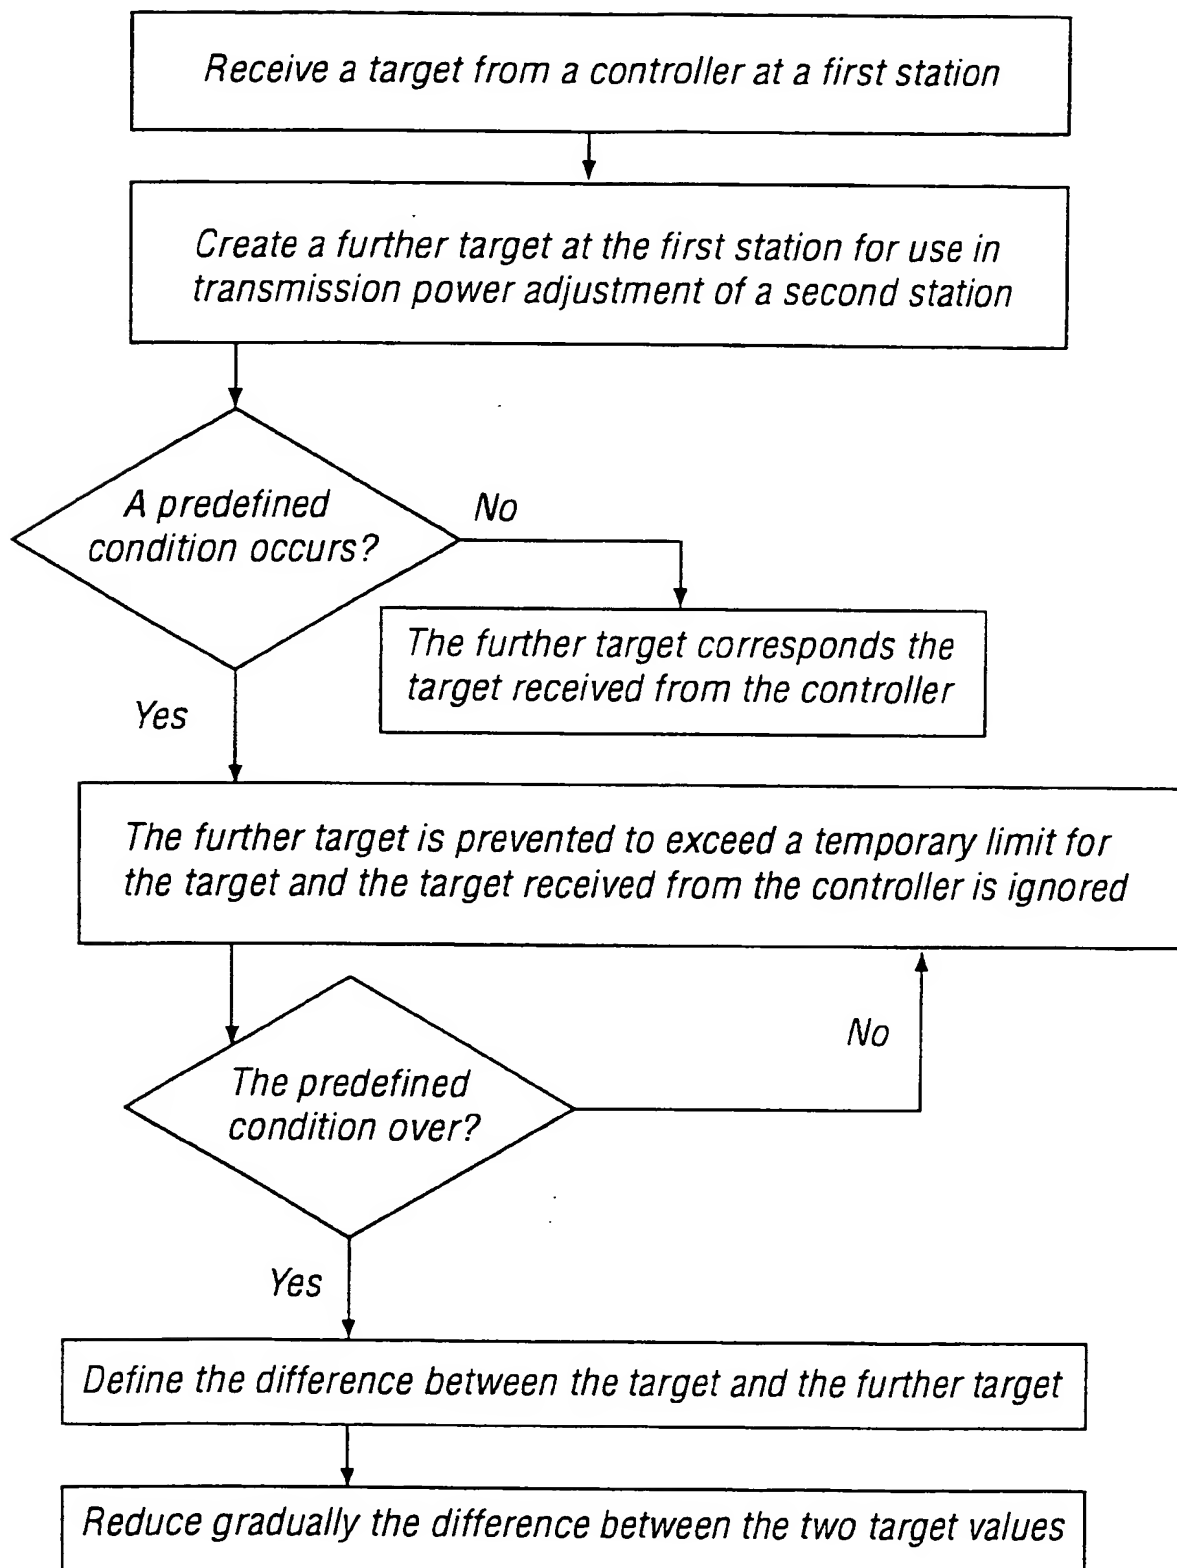 Receive a target from a controller at a first station
Create a further target at the first station for use in
transmission power adjustment of a second station
A predefined
condition occurs?
No
The further target corresponds the
target received from the controller
Yes
The further target is prevented to exceed a temporary limit for
the target and the target received from the controller is ignored
No
The predefined
condition over?
Yes
Define the difference between the target and the further target
Reduce gradually the difference between the two target values